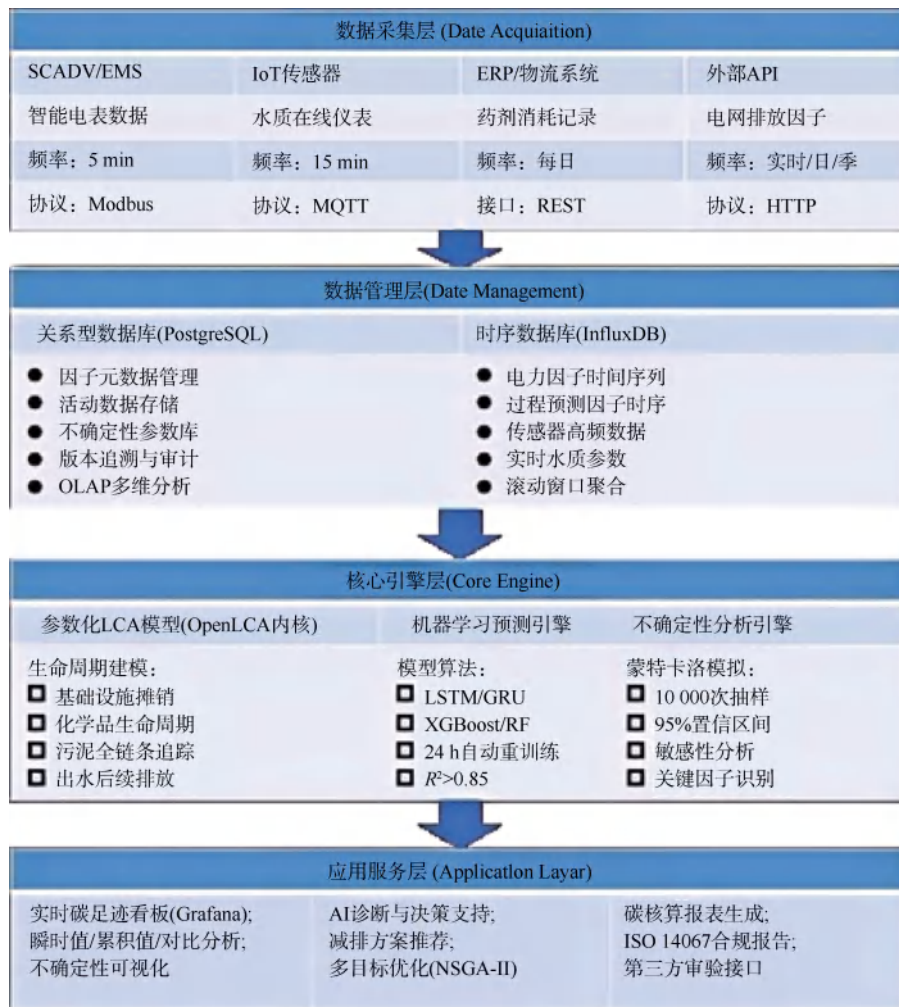 数据采集层 (Date Acquaition)
SCADV/EMS IoT传感器 ERP/物流系统 外部API
智能电表数据 水质在线仪表 药剂消耗记录 电网排放因子
频率：5 min 频率：15 min 频率：每日 频率：实时/日/季
协议：Modbus 协议：MQTT 接口：REST 协议：HTTP
数据管理层(Date Management)
关系型数据库(PostgreSQL) 时序数据库(InfluxDB)
● 因子元数据管理 ● 电力因子时间序列
● 活动数据存储 ● 过程预测因子时序
● 不确定性参数库 ● 传感器高频数据
● 版本追溯与审计 ● 实时水质参数
● OLAP多维分析 ● 滚动窗口聚合
核心引擎层(Core Engine)
参数化LCA模型(OpenLCA内核) 机器学习预测引擎 不确定性分析引擎
生命周期建模： 模型算法： 蒙特卡洛模拟：
□ 基础设施摊销 □ LSTM/GRU □ 10 000次抽样
□ 化学品生命周期 □ XGBoost/RF □ 95%置信区间
□ 污泥全链条追踪 □ 24 h自动重训练 □ 敏感性分析
□ 出水后续排放 □ R²>0.85 □ 关键因子识别
应用服务层 (Applicatlon Layar)
实时碳足迹看板(Grafana); AI诊断与决策支持; 碳核算报表生成;
瞬时值/累积值/对比分析; 减排方案推荐; ISO 14067合规报告;
不确定性可视化 多目标优化(NSGA-II) 第三方审验接口